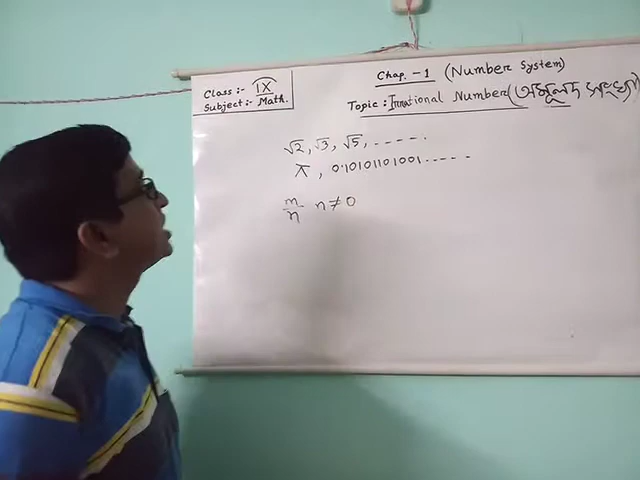 Class :- IX
Subject :- Math.
Chap. - 1 (Number System)
Topic : Irrational Number (অমূলদ সংখ্যা)
√2, √3, √5, - - - - - .
π , 0.10101101001 - - - - -
m/n n ≠ 0